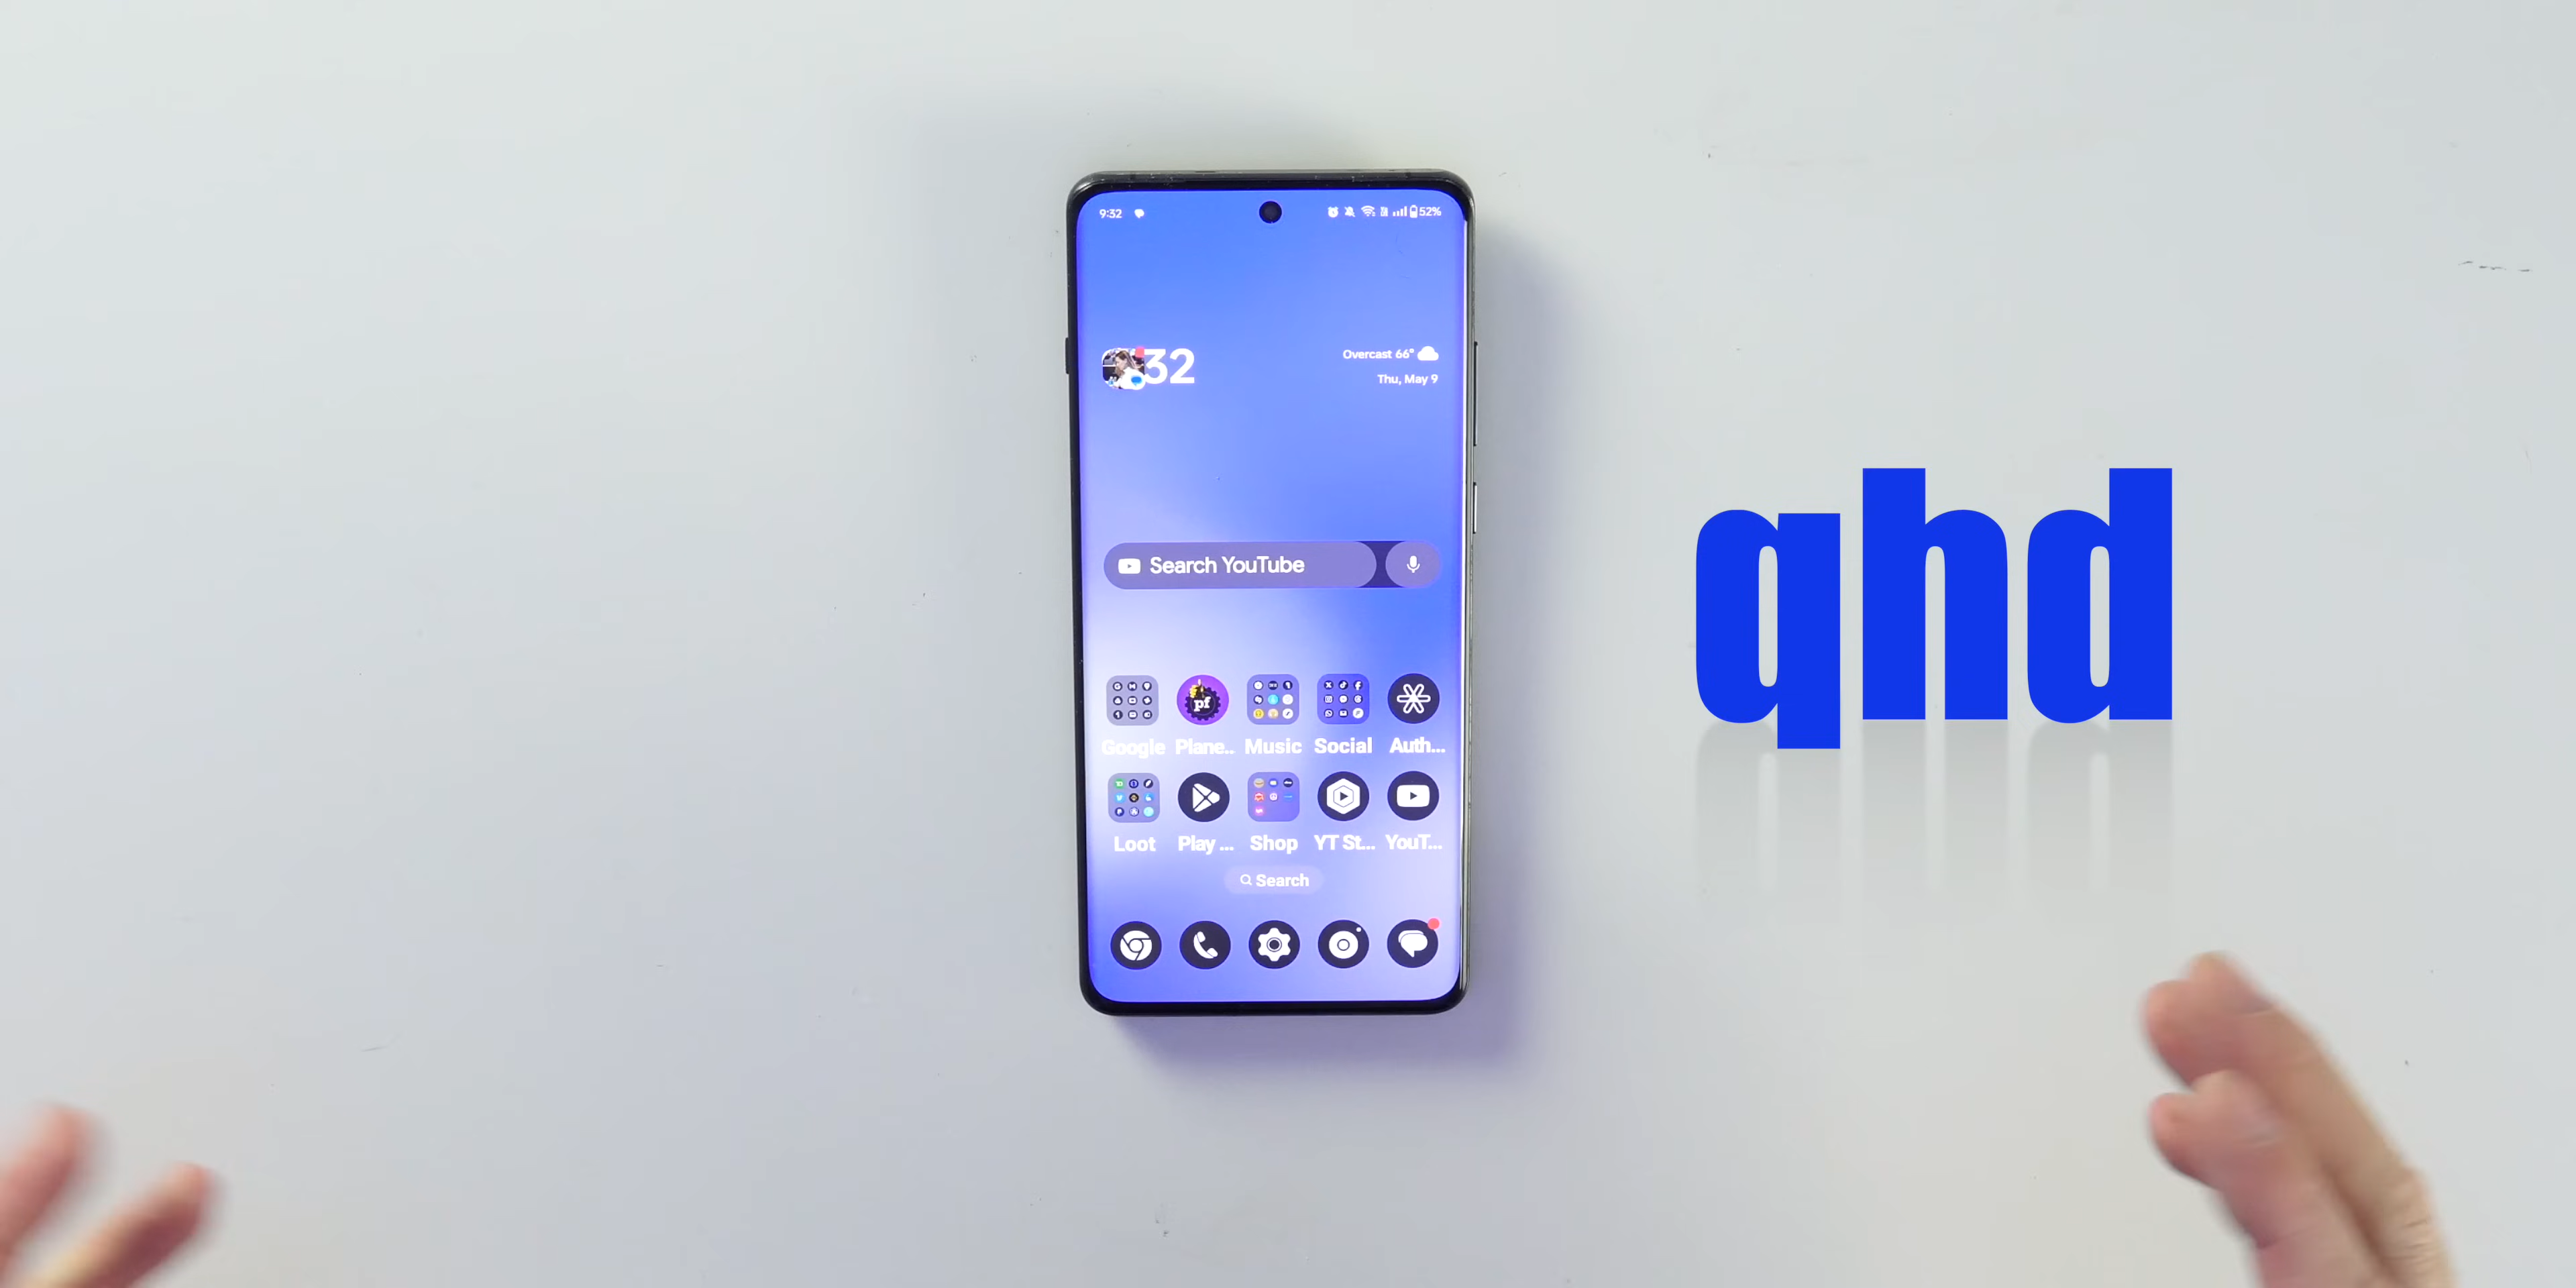 9:32
52%
32
Overcast 66°
Thu, May 9
Search YouTube
qhd
pf
Google Plane.. Music Social Auth...
Loot Play ... Shop YT St... YouT...
Search